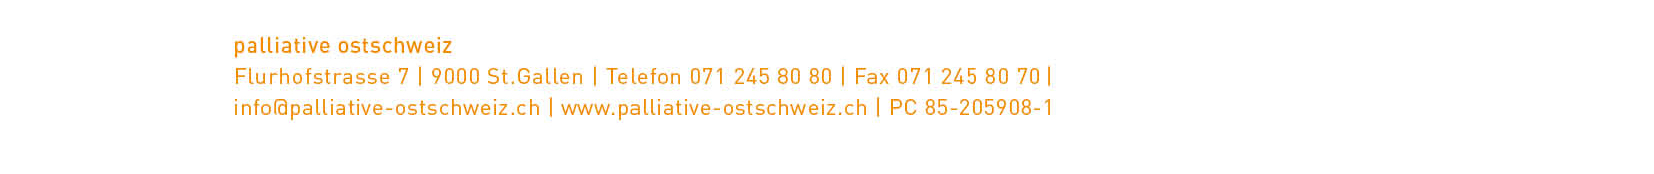 palliative ostschweiz
Flurhofstrasse 7 | 9000 St.Gallen | Telefon 071 245 80 80 | Fax 071 245 80 70 |
info@palliative-ostschweiz.ch | www.palliative-ostschweiz.ch | PC 85-205908-1